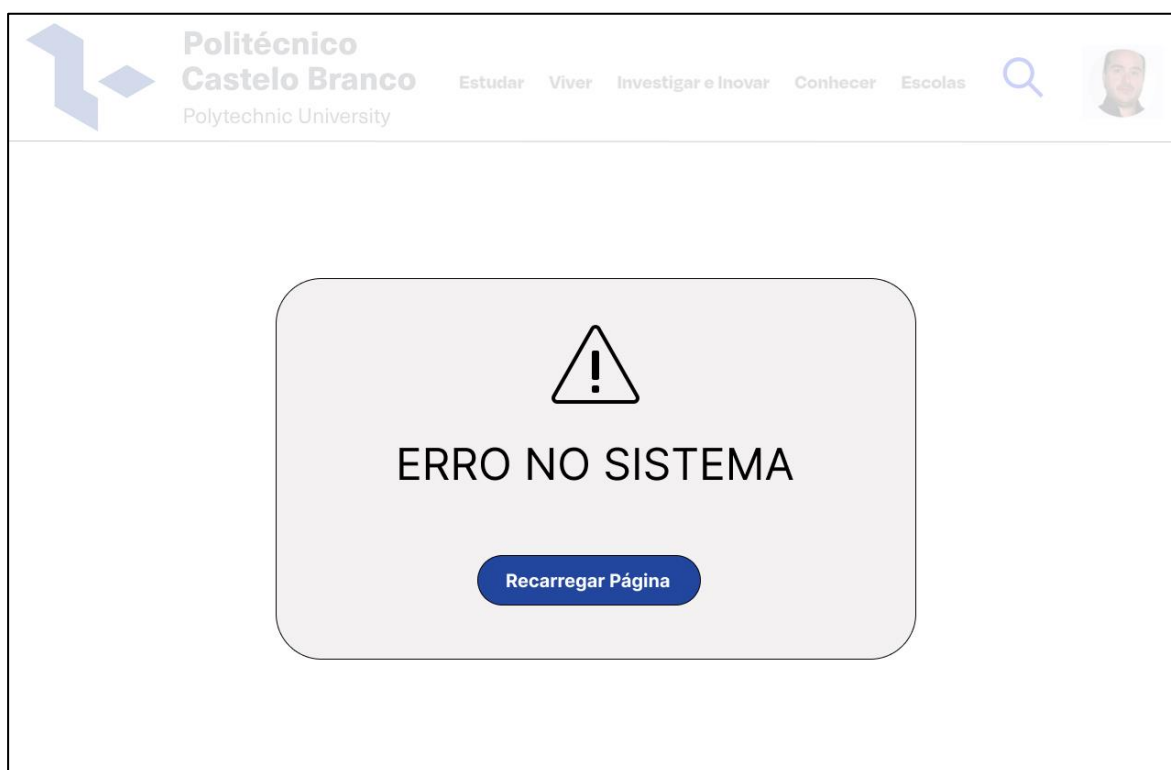 Politécnico
Castelo Branco
Polytechnic University
Estudar Viver Investigar e Inovar Conhecer Escolas
ERRO NO SISTEMA
Recarregar Página